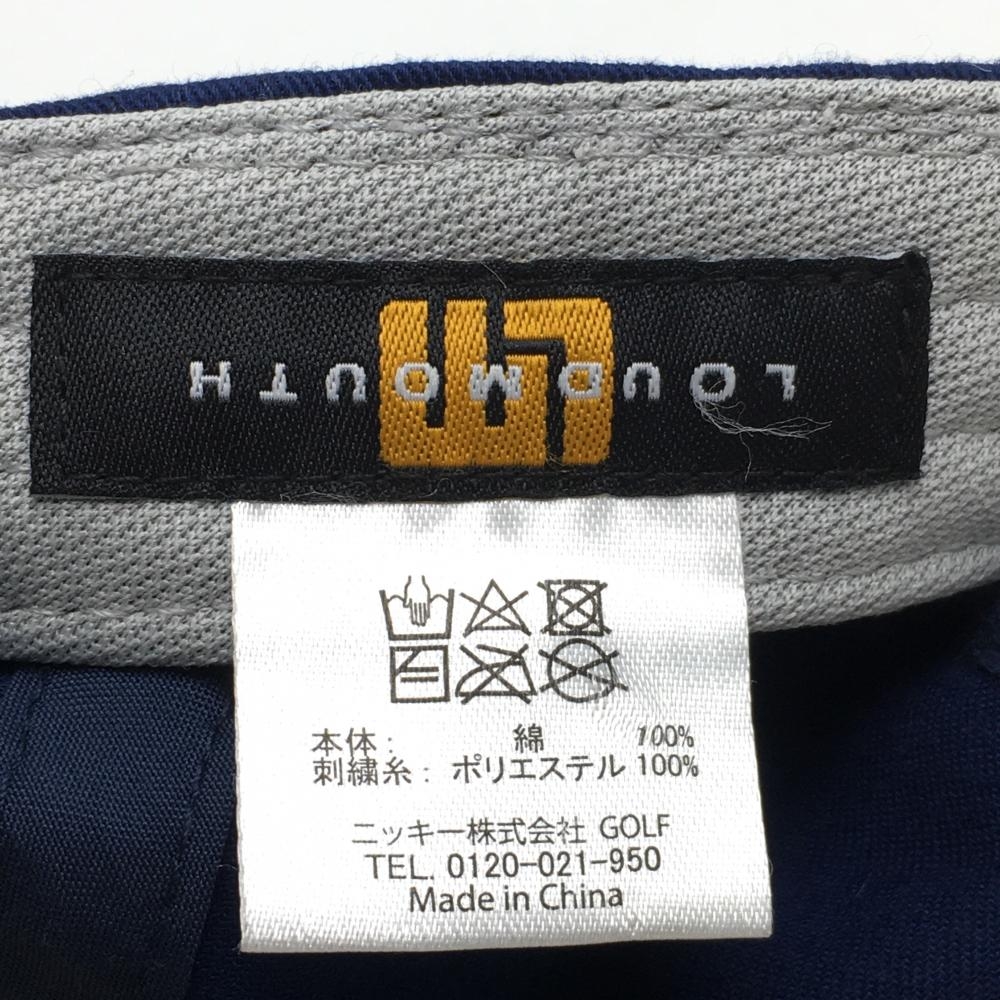 LOUDMOUTH
本体： 綿 100%
刺繍糸： ポリエステル 100%
ニッキー株式会社 GOLF
TEL. 0120-021-950
Made in China